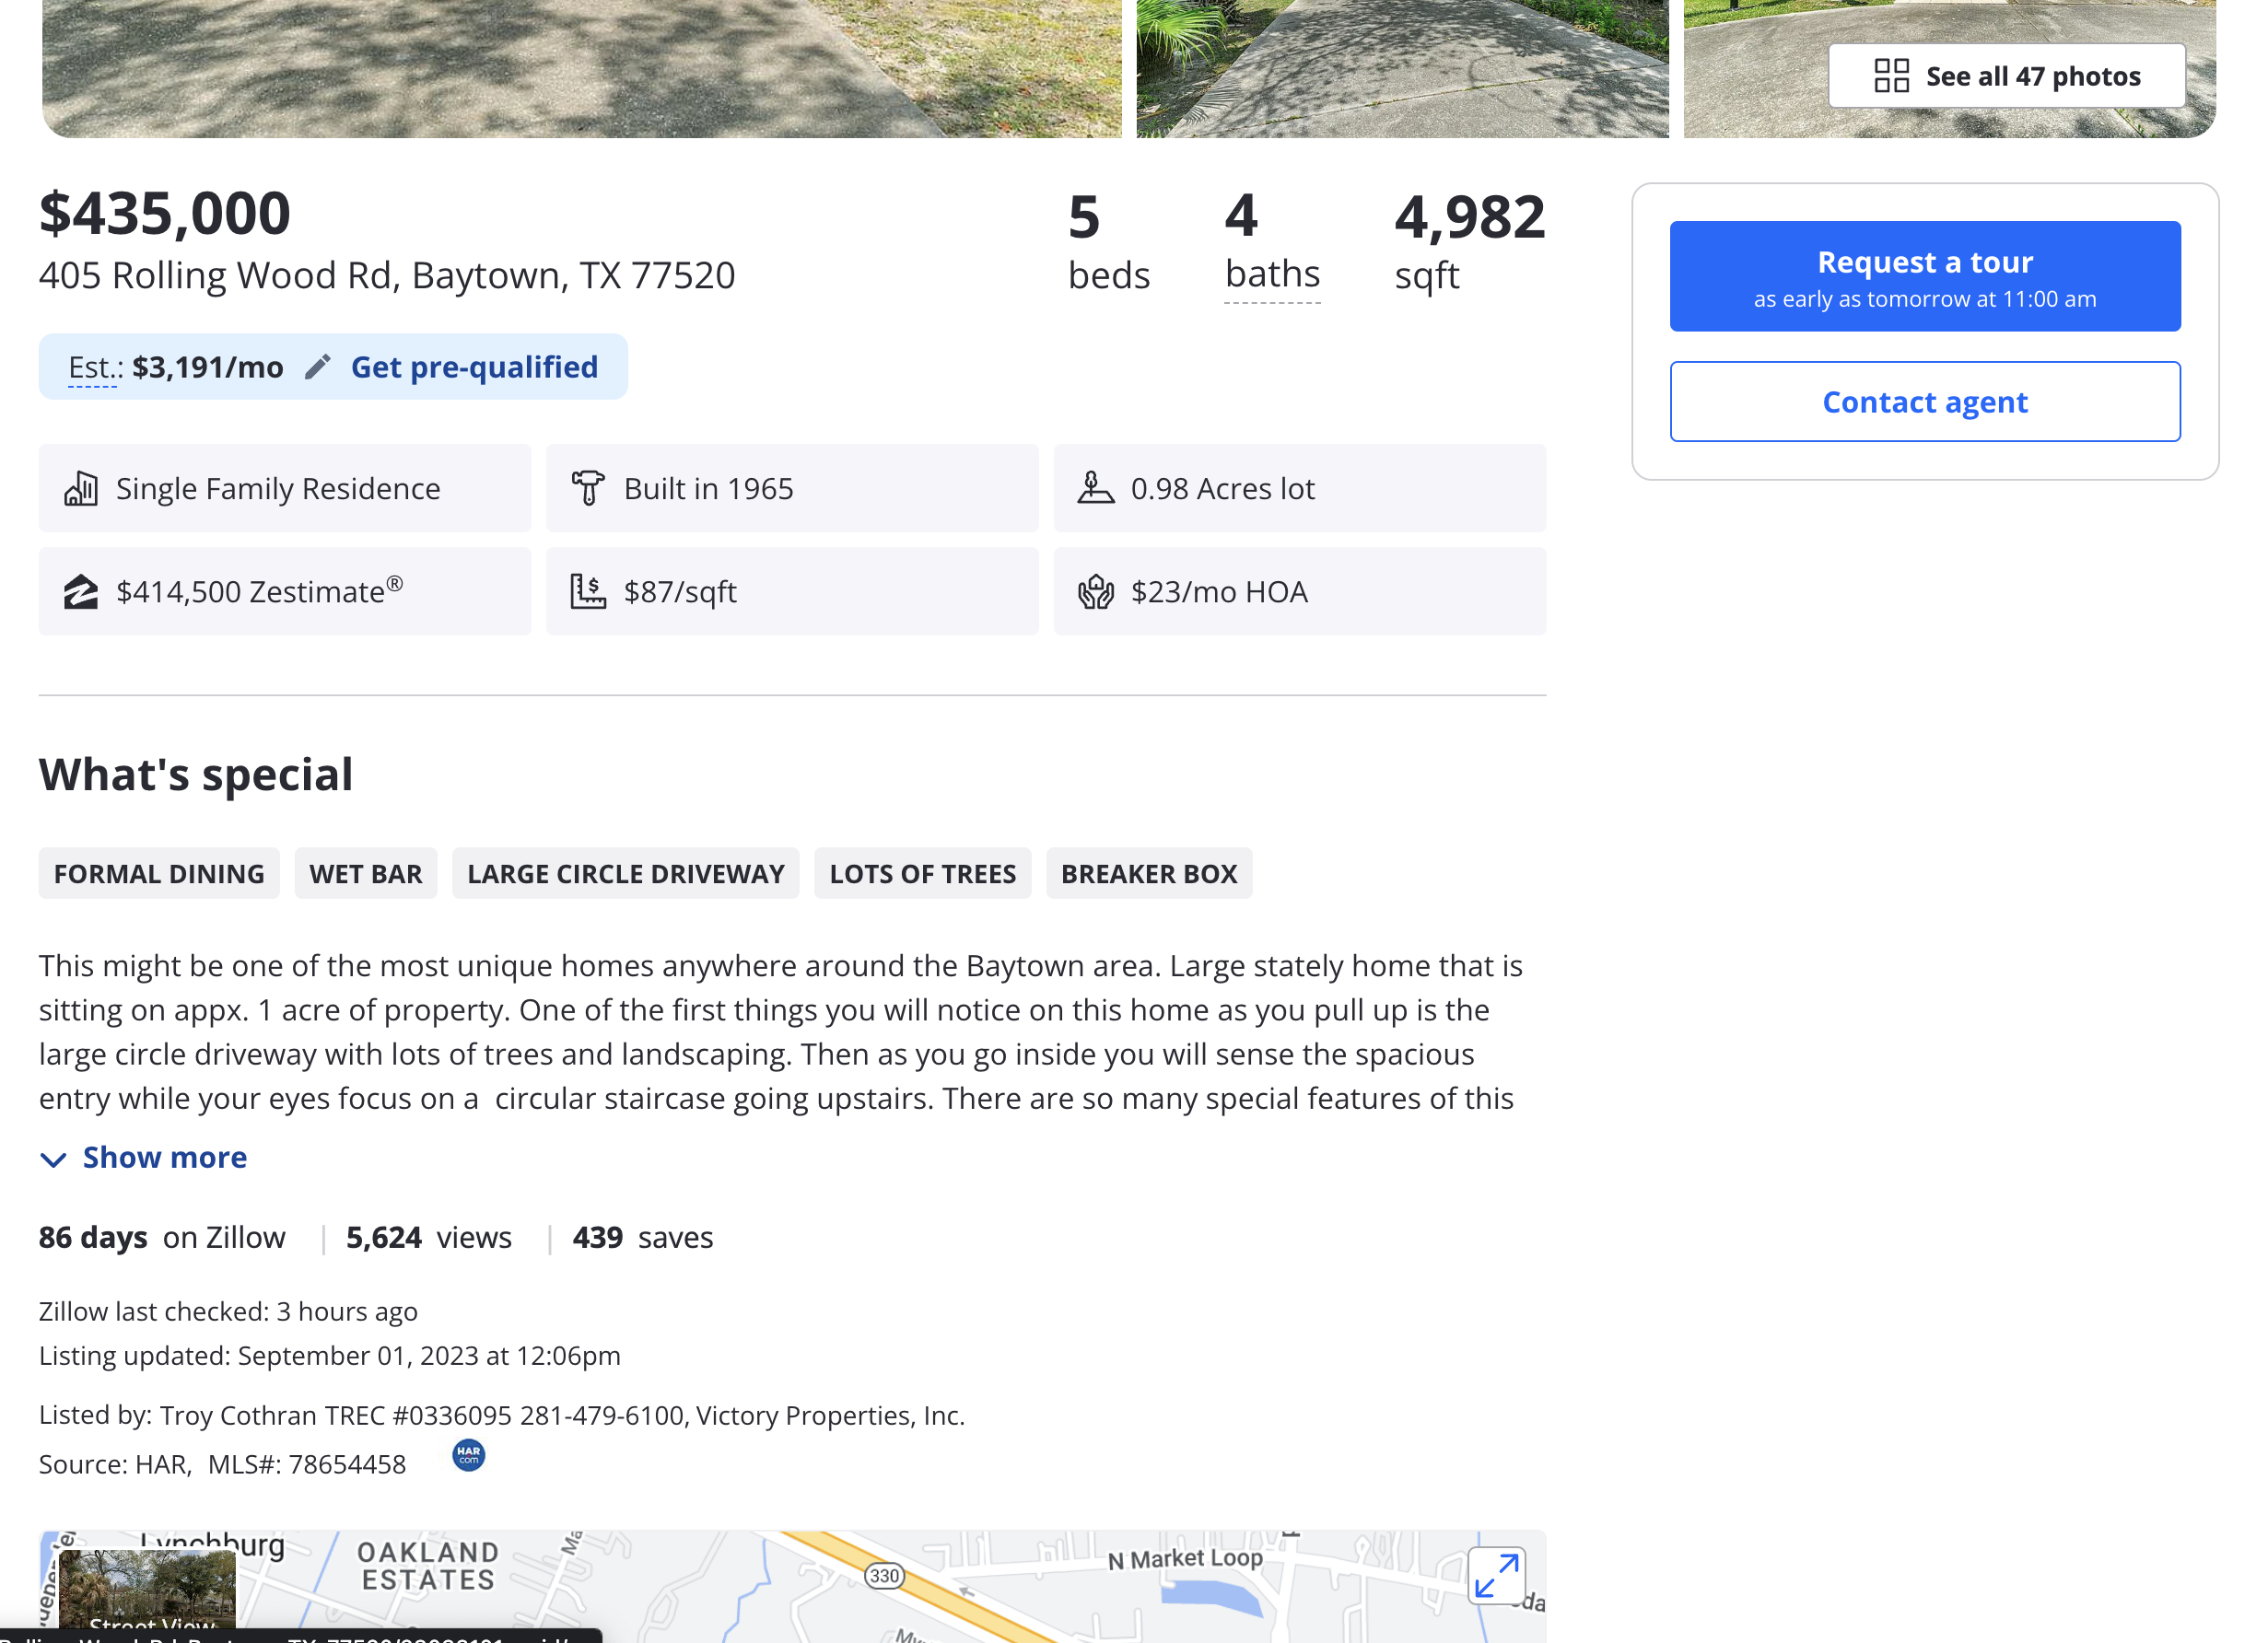 See all 47 photos
$435,000
405 Rolling Wood Rd, Baytown, TX 77520
5
beds
4
baths
4,982
sqft
Request a tour
as early as tomorrow at 11:00 am
Contact agent
Est.: $3,191/mo Get pre-qualified
Single Family Residence
Built in 1965
0.98 Acres lot
$414,500 Zestimate®
$87/sqft
$23/mo HOA
What's special
FORMAL DINING
WET BAR
LARGE CIRCLE DRIVEWAY
LOTS OF TREES
BREAKER BOX
This might be one of the most unique homes anywhere around the Baytown area. Large stately home that is
sitting on appx. 1 acre of property. One of the first things you will notice on this home as you pull up is the
large circle driveway with lots of trees and landscaping. Then as you go inside you will sense the spacious
entry while your eyes focus on a  circular staircase going upstairs. There are so many special features of this
Show more
86 days on Zillow | 5,624 views | 439 saves
Zillow last checked: 3 hours ago
Listing updated: September 01, 2023 at 12:06pm
Listed by: Troy Cothran TREC #0336095 281-479-6100, Victory Properties, Inc.
Source: HAR, MLS#: 78654458
HAR
com
Lynchburg
OAKLAND
ESTATES
330
N Market Loop
Street View